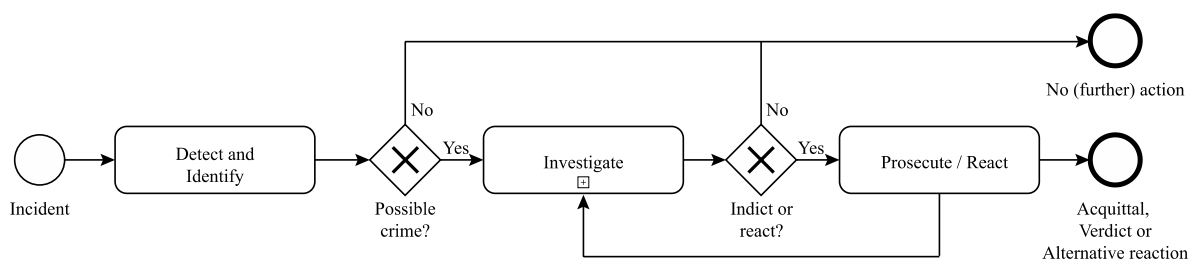 No (further) action
No
No
Detect and
Identify
Yes
Investigate
Yes
Prosecute / React
Incident
Possible
crime?
Indict or
react?
Acquittal,
Verdict or
Alternative reaction